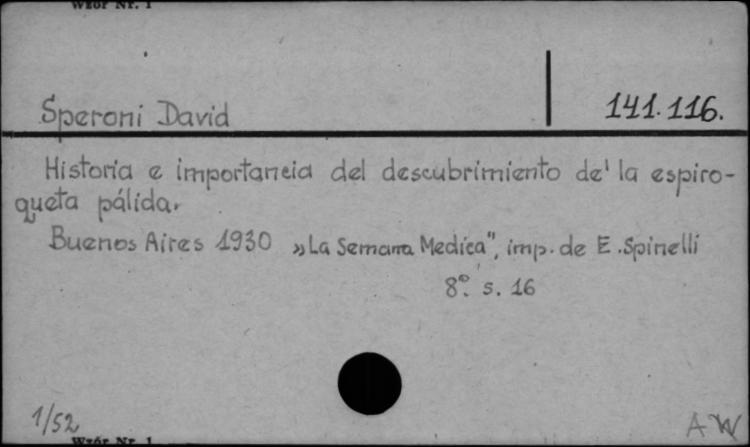 Wzór Nr. 1
Speroni David
141.116.
Historia e importancia del descubrimiento de' la espiro-
queta pálida.
Buenos Aires 1930 „La Semana Medica", imp. de E. Spinelli
8°. s. 16
1/52
AW
Wzór Nr. 1